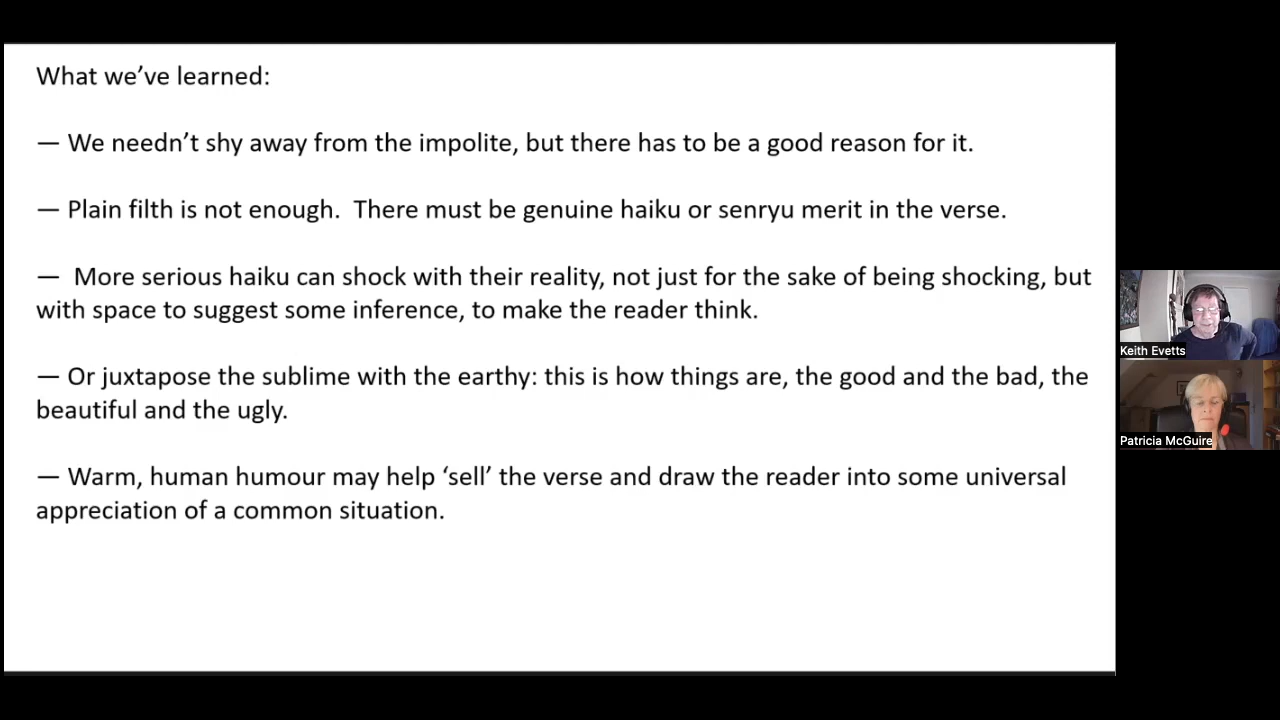 What we’ve learned:
— We needn’t shy away from the impolite, but there has to be a good reason for it.
— Plain filth is not enough.  There must be genuine haiku or senryu merit in the verse.
—  More serious haiku can shock with their reality, not just for the sake of being shocking, but
with space to suggest some inference, to make the reader think.
— Or juxtapose the sublime with the earthy: this is how things are, the good and the bad, the
beautiful and the ugly.
— Warm, human humour may help ‘sell’ the verse and draw the reader into some universal
appreciation of a common situation.
Keith Evetts
Patricia McGuire